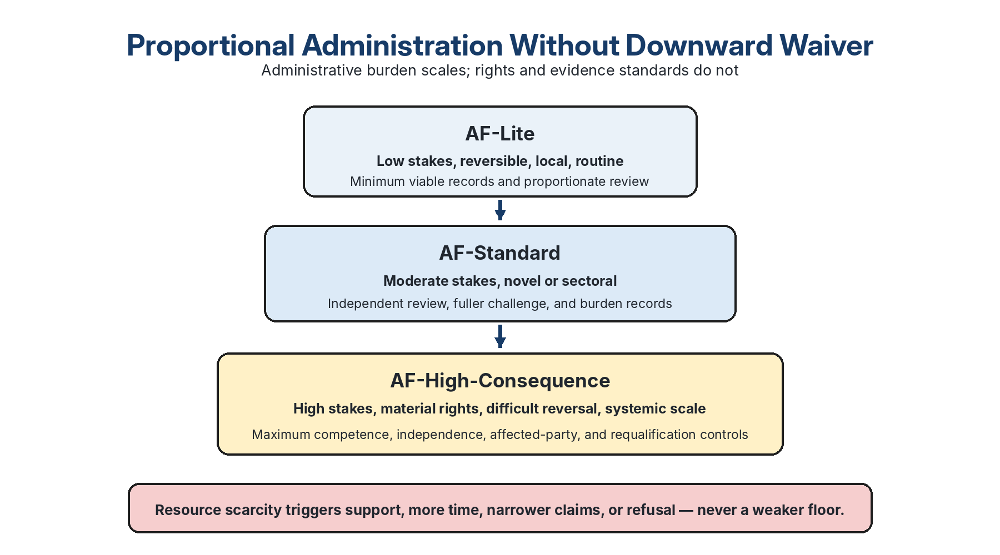 Proportional Administration Without Downward Waiver
Administrative burden scales; rights and evidence standards do not
AF-Lite
Low stakes, reversible, local, routine
Minimum viable records and proportionate review
AF-Standard
Moderate stakes, novel or sectoral
Independent review, fuller challenge, and burden records
AF-High-Consequence
High stakes, material rights, difficult reversal, systemic scale
Maximum competence, independence, affected-party, and requalification controls
Resource scarcity triggers support, more time, narrower claims, or refusal — never a weaker floor.